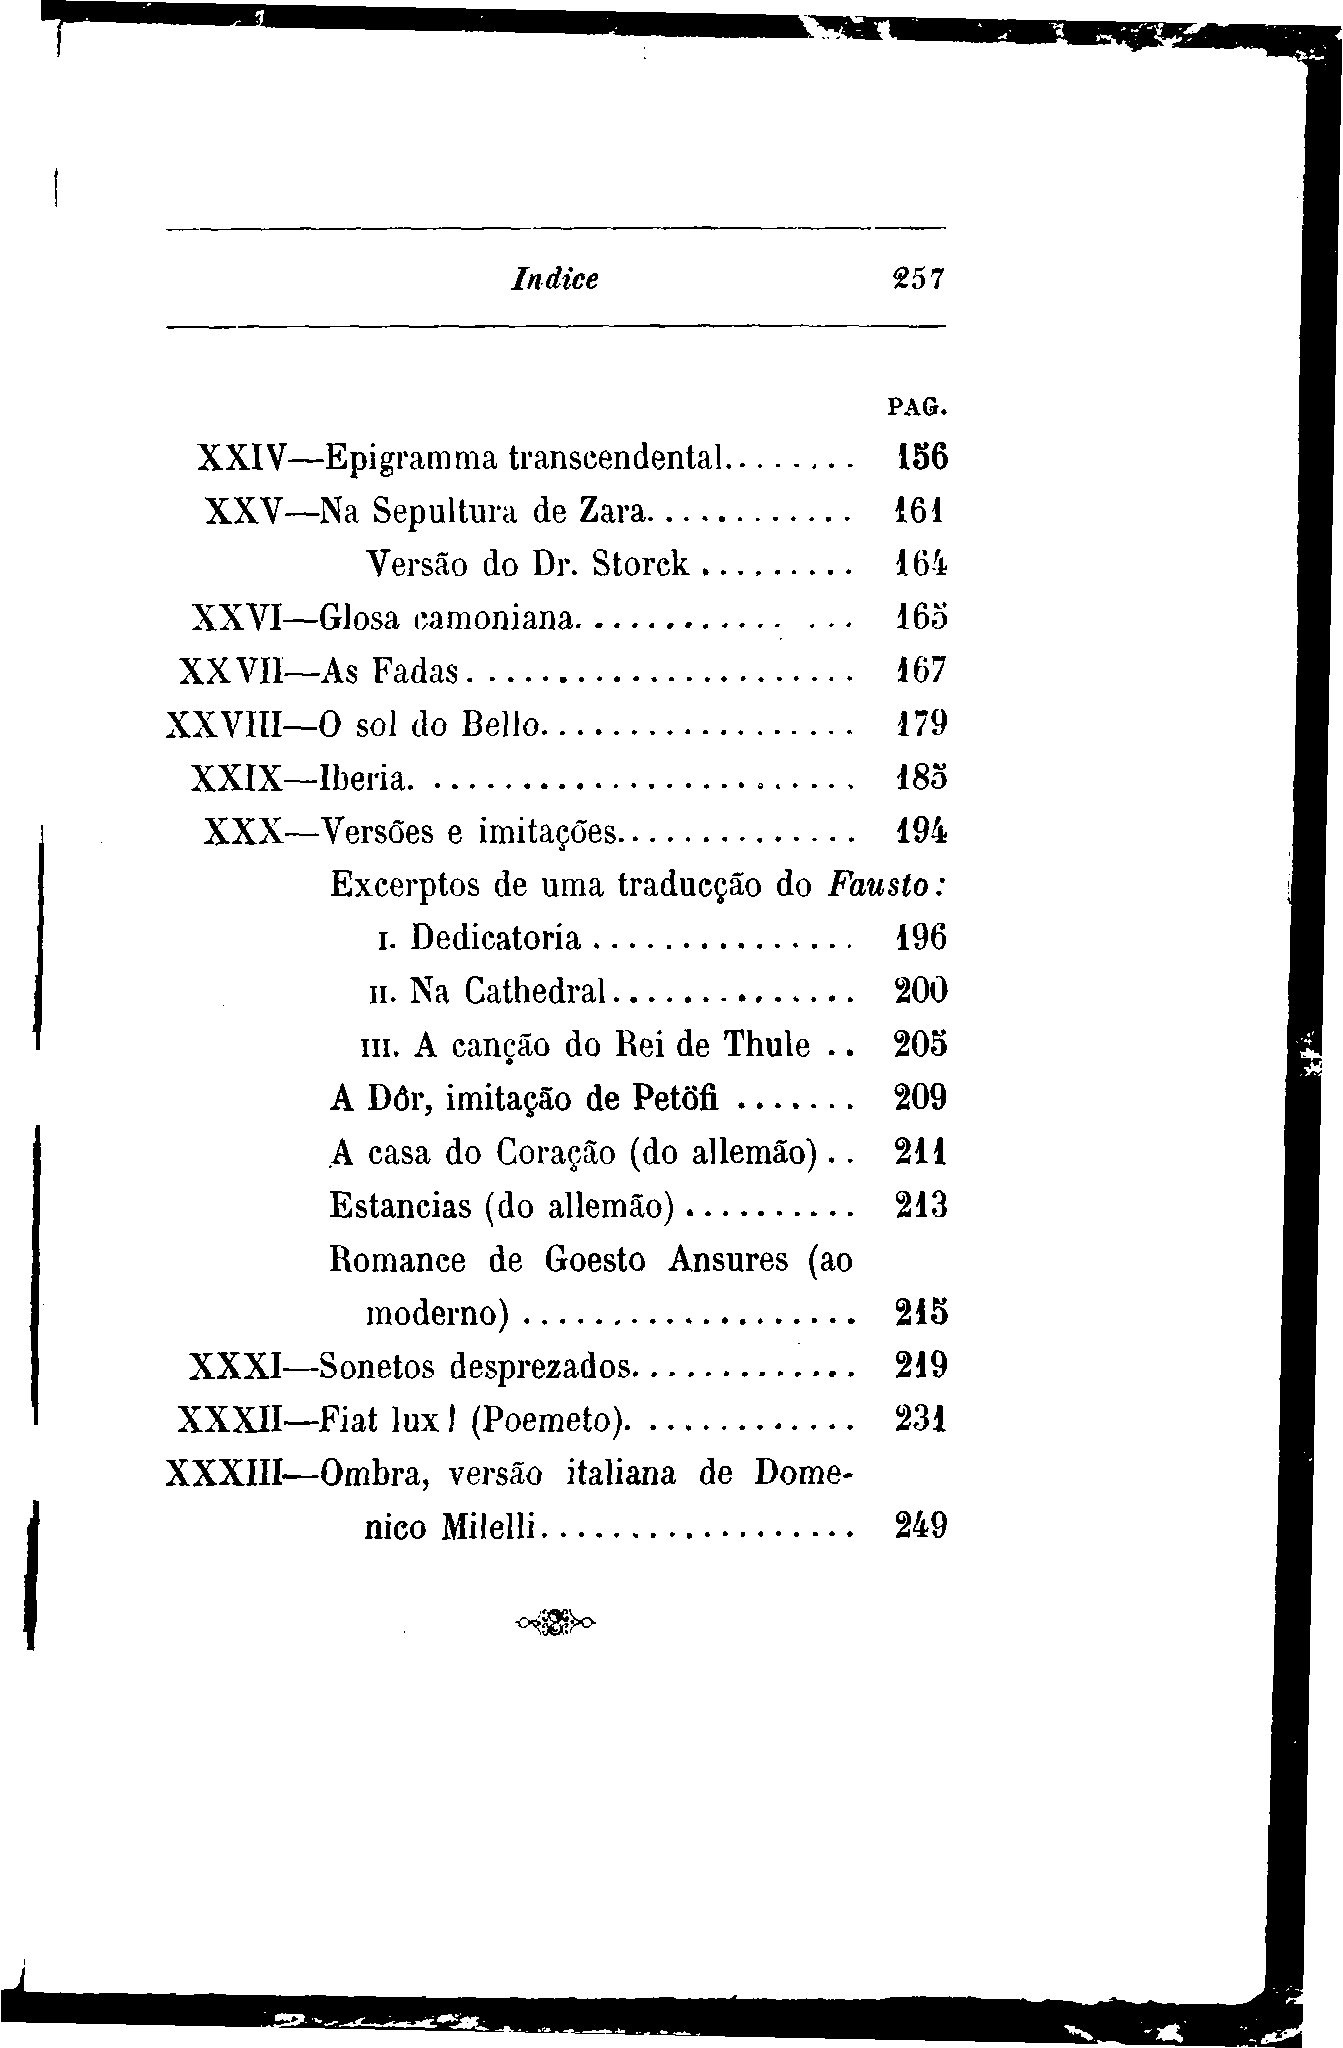 Indice 257
PAG.
XXIV—Epigramma transcendental........ 156
XXV—Na Sepultura de Zara............ 161
Versão do Dr. Storck ......... 164
XXVI—Glosa camoniana............ ... 165
XXVII—As Fadas...................... 167
XXVIII—O sol do Bello.................. 179
XXIX—Iberia. ........................ 185
XXX—Versões e imitações.............. 194
Excerptos de uma traducção do Fausto:
I. Dedicatoria ............... 196
II. Na Cathedral.............. 200
III. A canção do Rei de Thule .. 205
A Dôr, imitação de Petöfi ....... 209
A casa do Coração (do allemão).. 211
Estancias (do allemão) .......... 213
Romance de Goesto Ansures (ao
moderno) ................... 215
XXXI—Sonetos desprezados............. 219
XXXII—Fiat lux! (Poemeto)............. 231
XXXIII—Ombra, versão italiana de Dome-
nico Milelli.................. 249